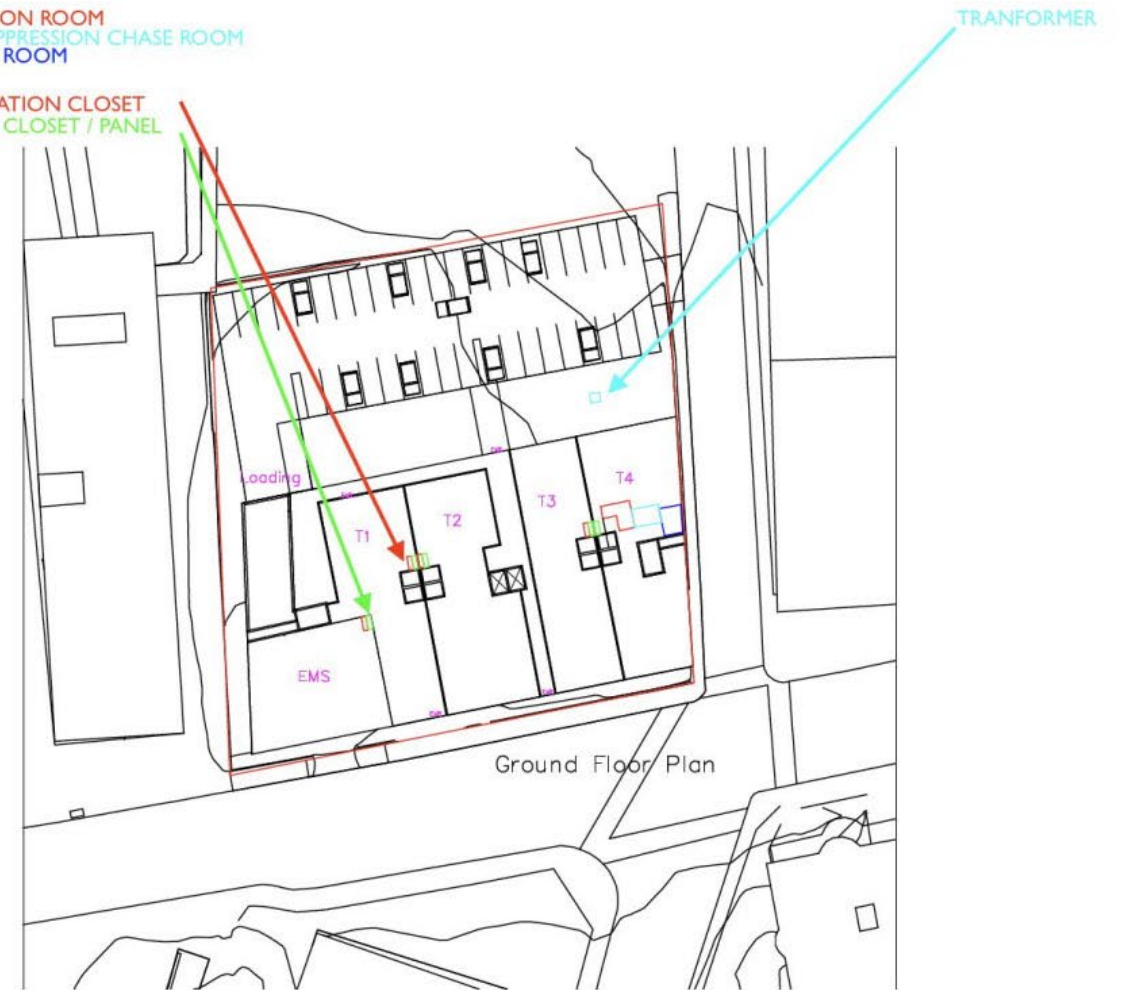 ON ROOM
TRANFORMER
PPRESSION CHASE ROOM
ROOM
ATION CLOSET
CLOSET / PANEL
Loading
T4
T3
T2
T1
EMS
Ground Floor Plan